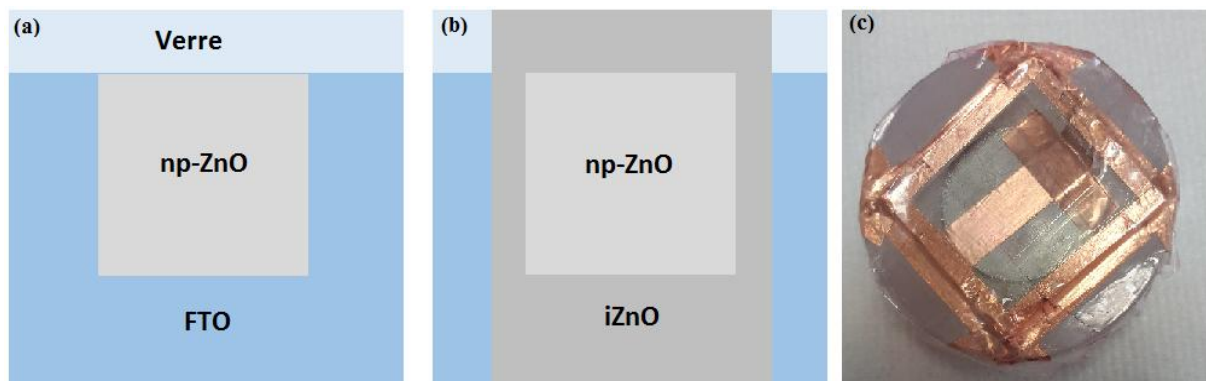 (a)
Verre
np-ZnO
FTO
(b)
np-ZnO
iZnO
(c)